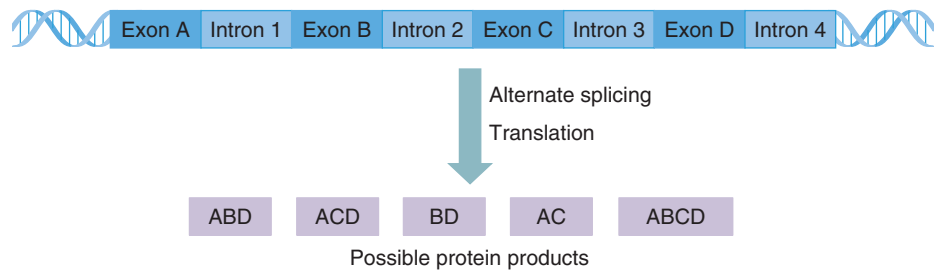 Exon A Intron 1 Exon B Intron 2 Exon C Intron 3 Exon D Intron 4
Alternate splicing
Translation
ABD ACD BD AC ABCD
Possible protein products